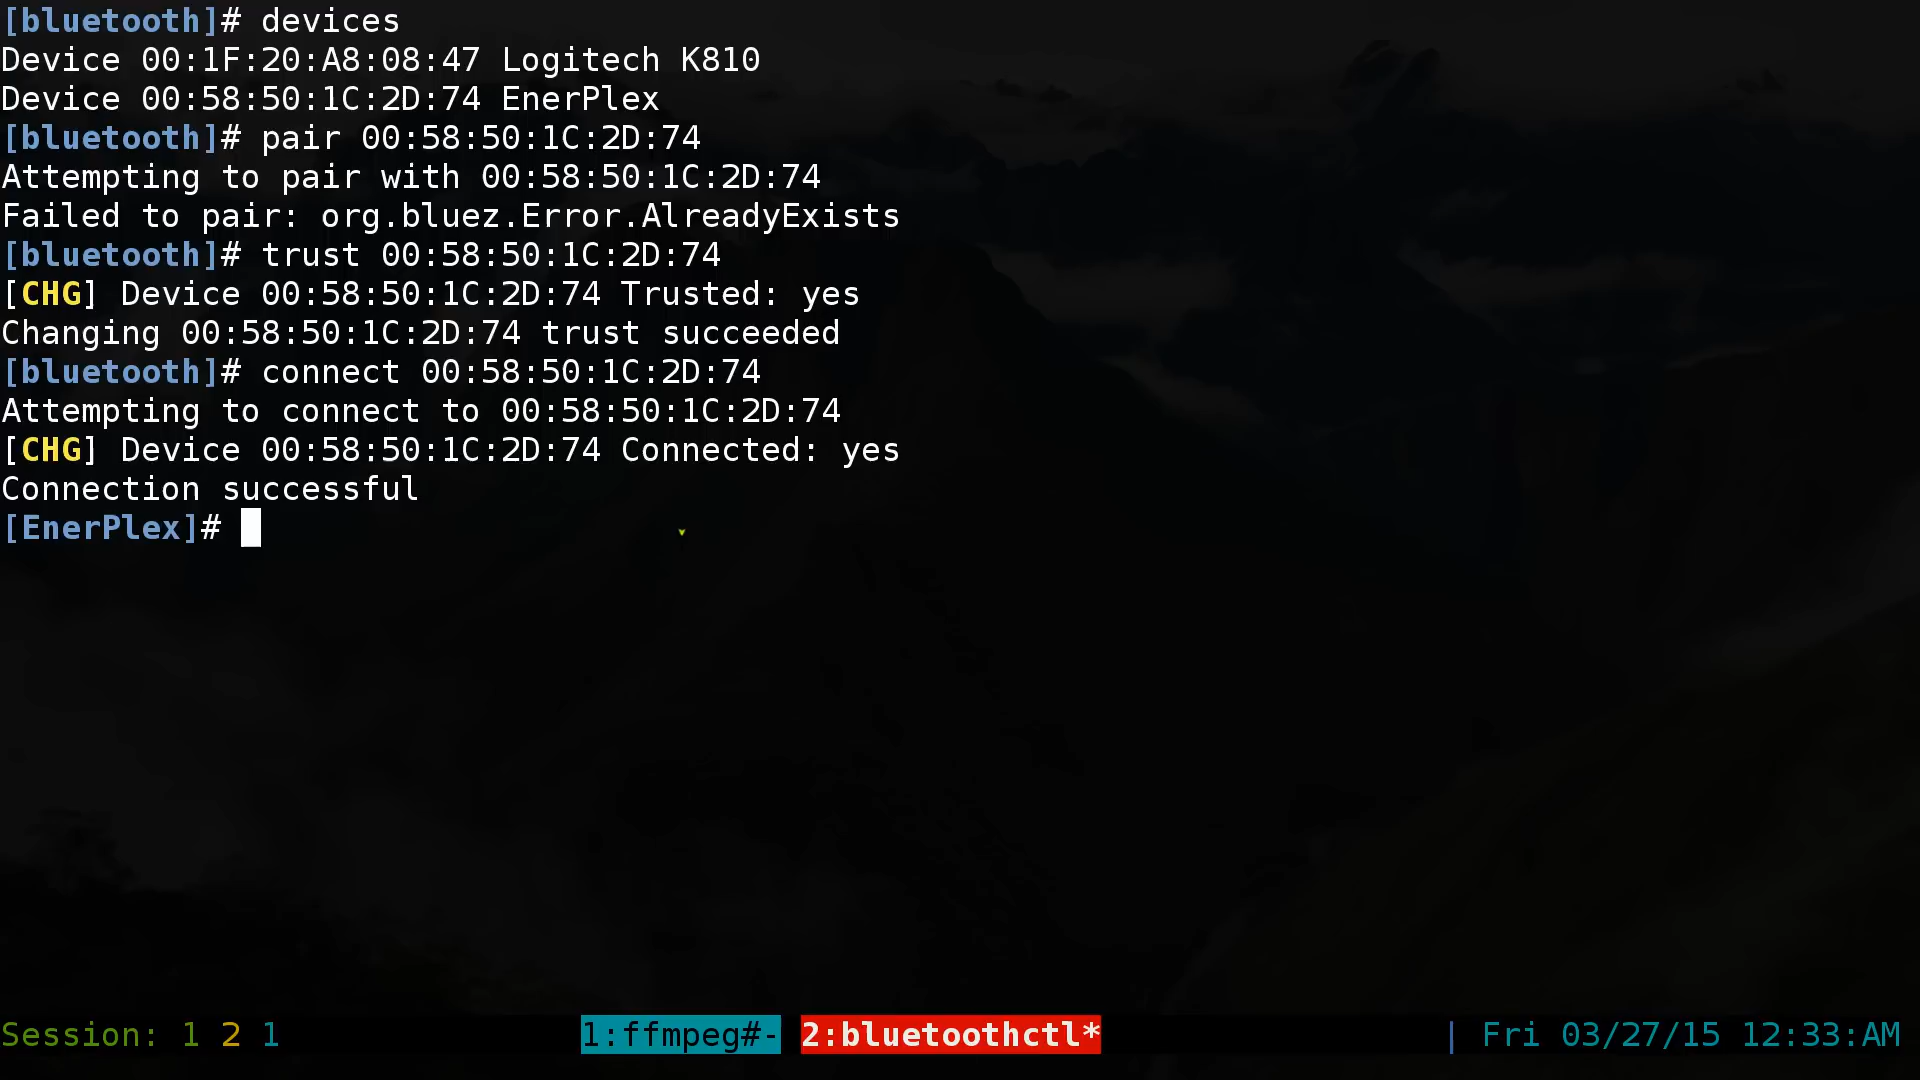 [bluetooth]# devices
Device 00:1F:20:A8:08:47 Logitech K810
Device 00:58:50:1C:2D:74 EnerPlex
[bluetooth]# pair 00:58:50:1C:2D:74
Attempting to pair with 00:58:50:1C:2D:74
Failed to pair: org.bluez.Error.AlreadyExists
[bluetooth]# trust 00:58:50:1C:2D:74
[CHG] Device 00:58:50:1C:2D:74 Trusted: yes
Changing 00:58:50:1C:2D:74 trust succeeded
[bluetooth]# connect 00:58:50:1C:2D:74
Attempting to connect to 00:58:50:1C:2D:74
[CHG] Device 00:58:50:1C:2D:74 Connected: yes
Connection successful
[EnerPlex]#
Session: 1 2 1 1:ffmpeg#- 2:bluetoothctl* | Fri 03/27/15 12:33:AM